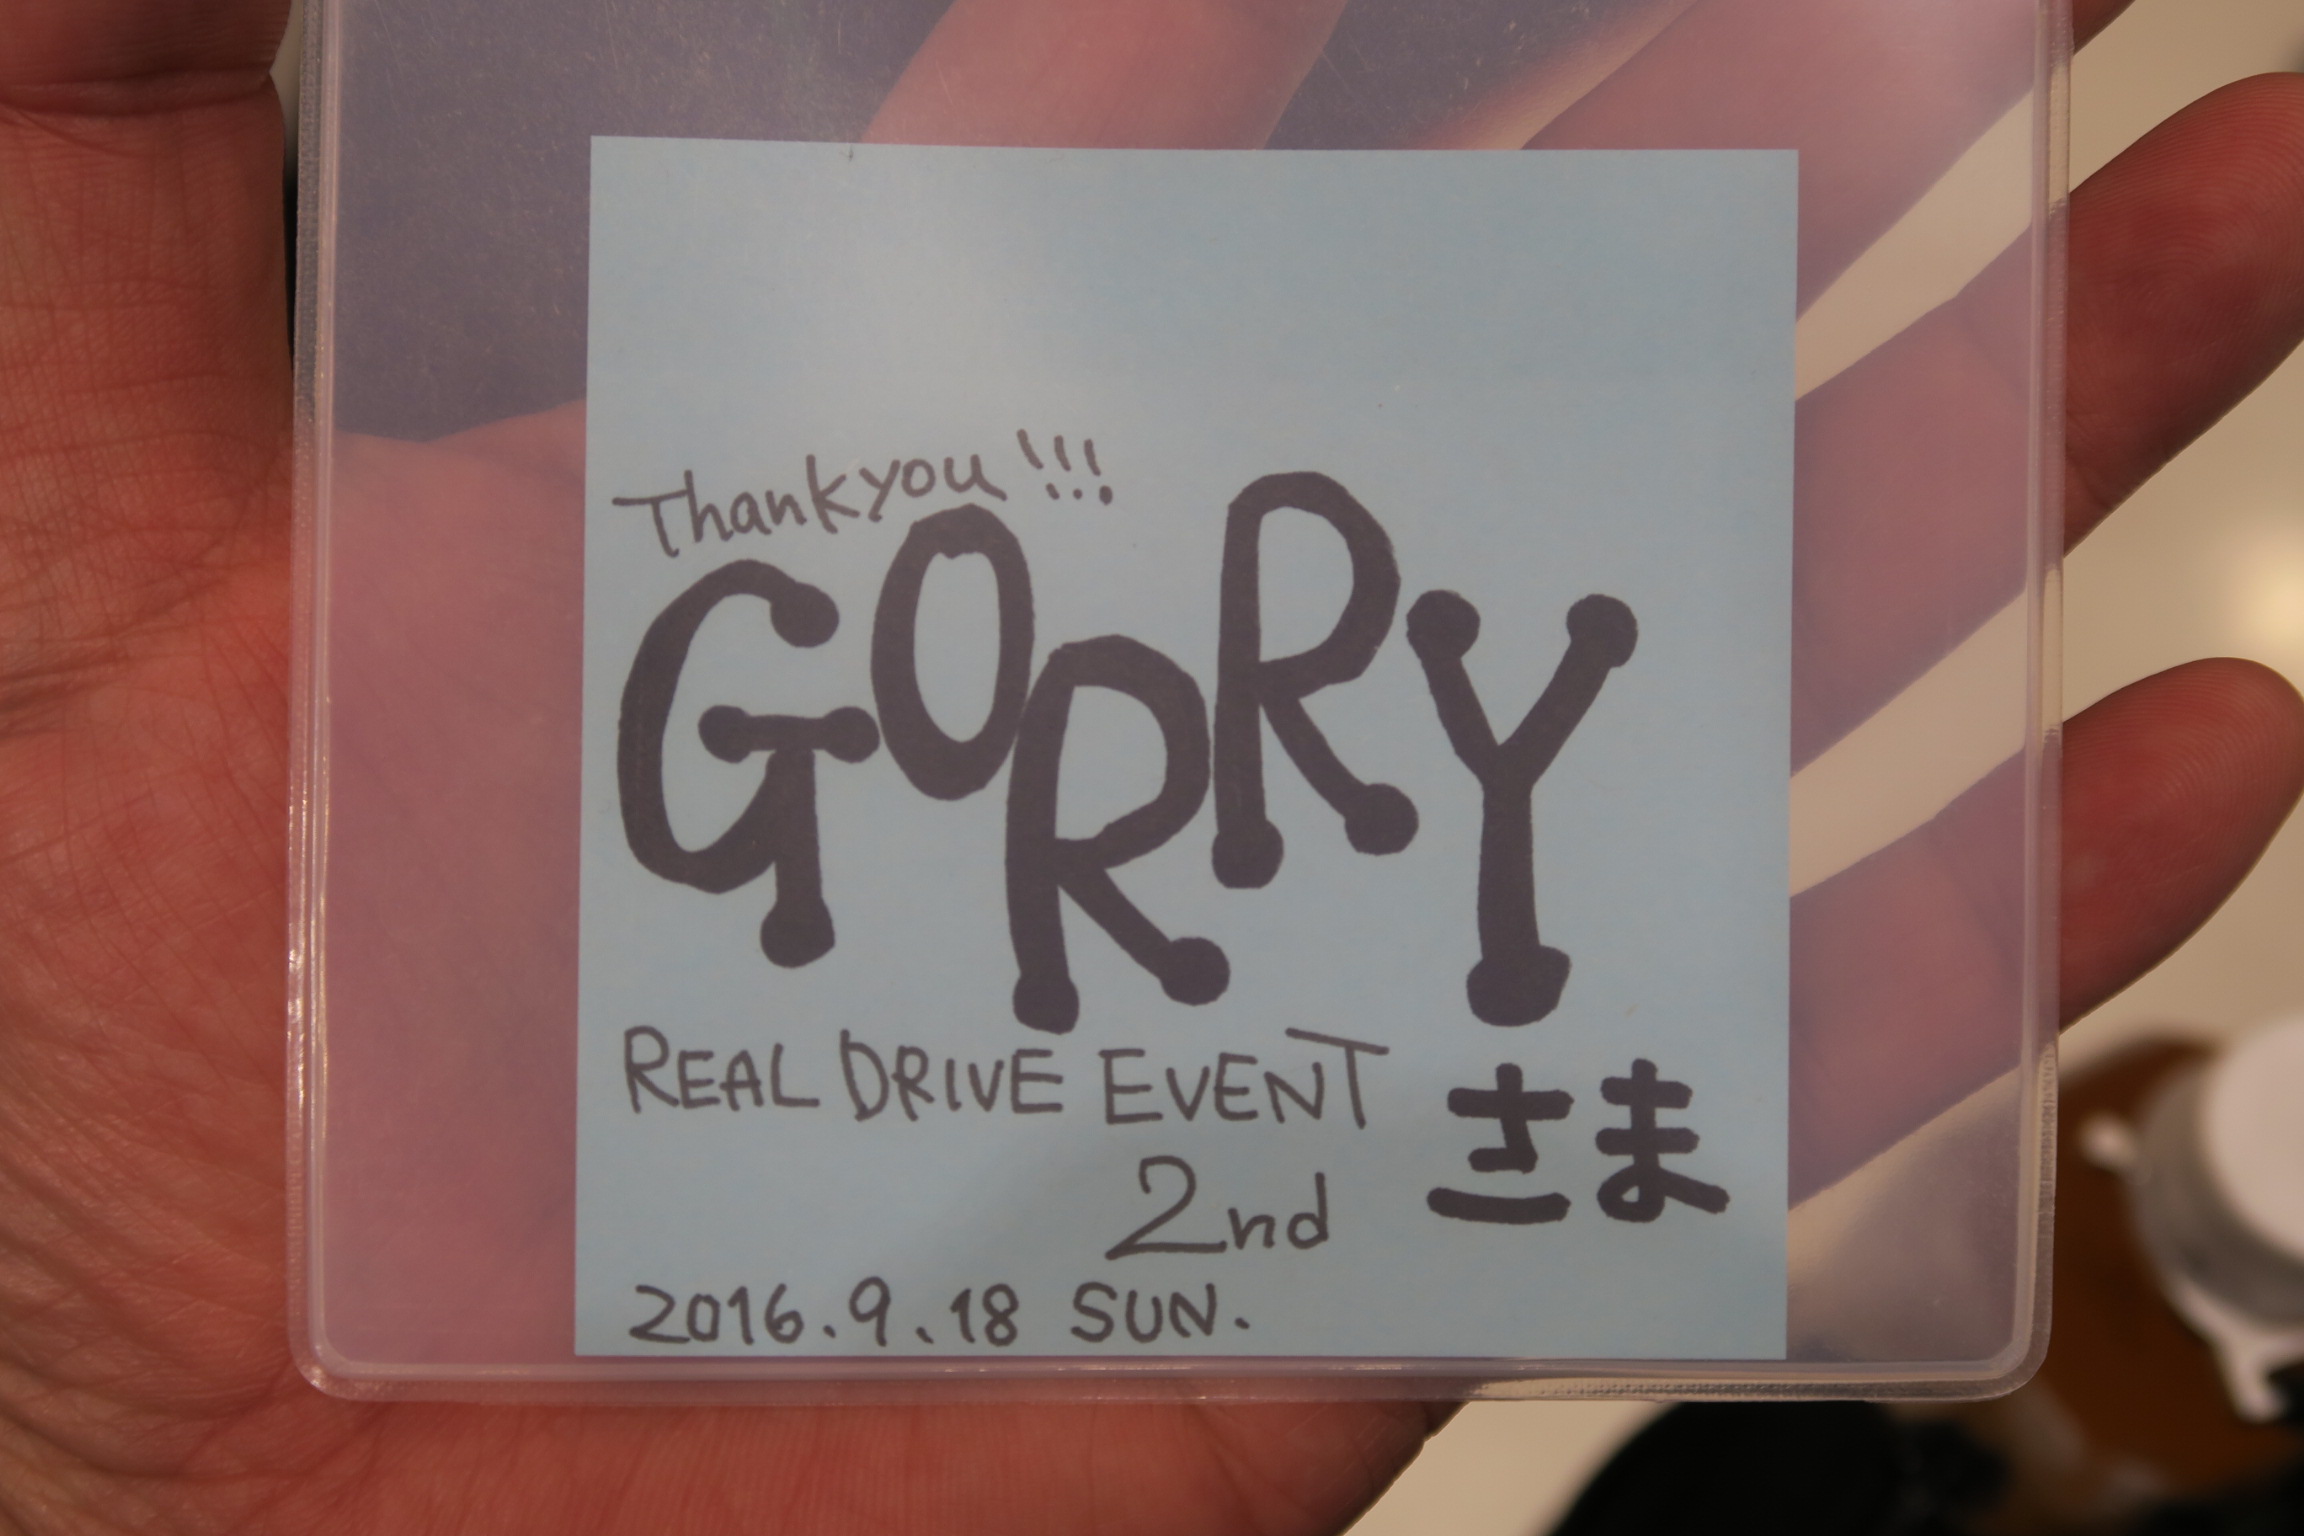 Thankyou!!!
GORRY
さま
REAL DRIVE EVENT
2nd
2016.9.18 SUN.